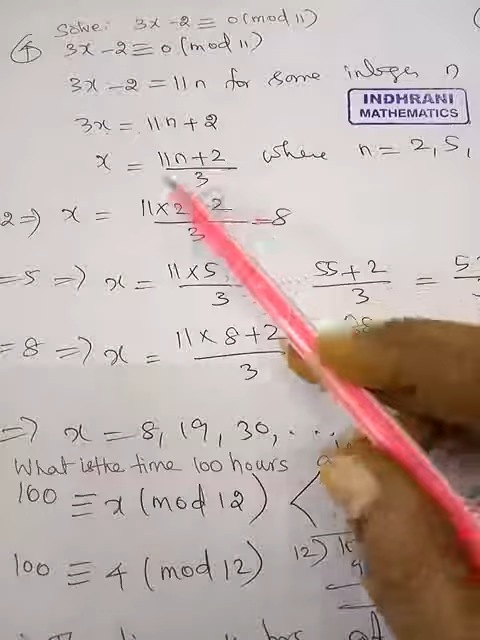 Solve: 3x-2≡0(mod 11)
④ 3x-2≡0(mod 11)
3x-2=11n for some integer n
INDHRANI
MATHEMATICS
3x=11n+2
x = 11n+2/3 where n=2,5,
2⇒ x = 11×2 2/3 =8
=5 ⇒ x = 11×5/3 55+2/3 =
=8 ⇒ x = 11×8+2/3
⇒ x=8,19,30,...,
What is the time 100 hours
100≡x(mod 12)
100≡4(mod 12) 12)